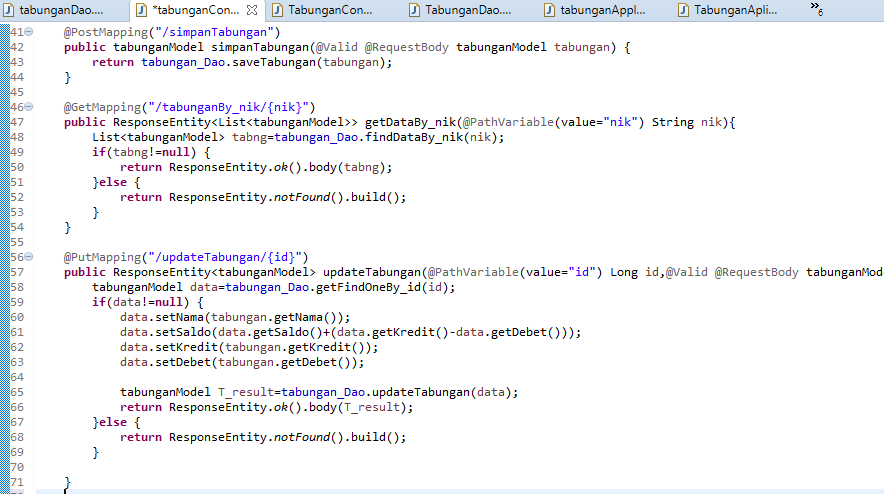 tabunganDao....
*tabunganCon...
TabunganCon...
TabunganDao....
tabunganAppl...
TabunganApli...
»6
41 @PostMapping("/simpanTabungan")
42 public tabunganModel simpanTabungan(@Valid @RequestBody tabunganModel tabungan) {
43 return tabungan_Dao.saveTabungan(tabungan);
44 }
45
46 @GetMapping("/tabunganBy_nik/{nik}")
47 public ResponseEntity<List<tabunganModel>> getDataBy_nik(@PathVariable(value="nik") String nik){
48 List<tabunganModel> tabng=tabungan_Dao.findDataBy_nik(nik);
49 if(tabng!=null) {
50 return ResponseEntity.ok().body(tabng);
51 }else {
52 return ResponseEntity.notFound().build();
53 }
54 }
55
56 @PutMapping("/updateTabungan/{id}")
57 public ResponseEntity<tabunganModel> updateTabungan(@PathVariable(value="id") Long id,@Valid @RequestBody tabunganMod
58 tabunganModel data=tabungan_Dao.getFindOneBy_id(id);
59 if(data!=null) {
60 data.setNama(tabungan.getNama());
61 data.setSaldo(data.getSaldo()+(data.getKredit()-data.getDebet()));
62 data.setKredit(tabungan.getKredit());
63 data.setDebet(tabungan.getDebet());
64
65 tabunganModel T_result=tabungan_Dao.updateTabungan(data);
66 return ResponseEntity.ok().body(T_result);
67 }else {
68 return ResponseEntity.notFound().build();
69 }
70
71 }